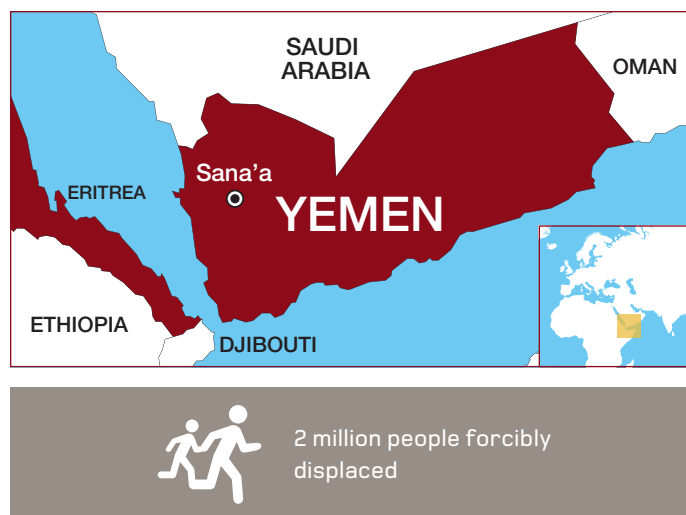 SAUDI
ARABIA
OMAN
Sana’a
ERITREA
YEMEN
ETHIOPIA
DJIBOUTI
2 million people forcibly
displaced